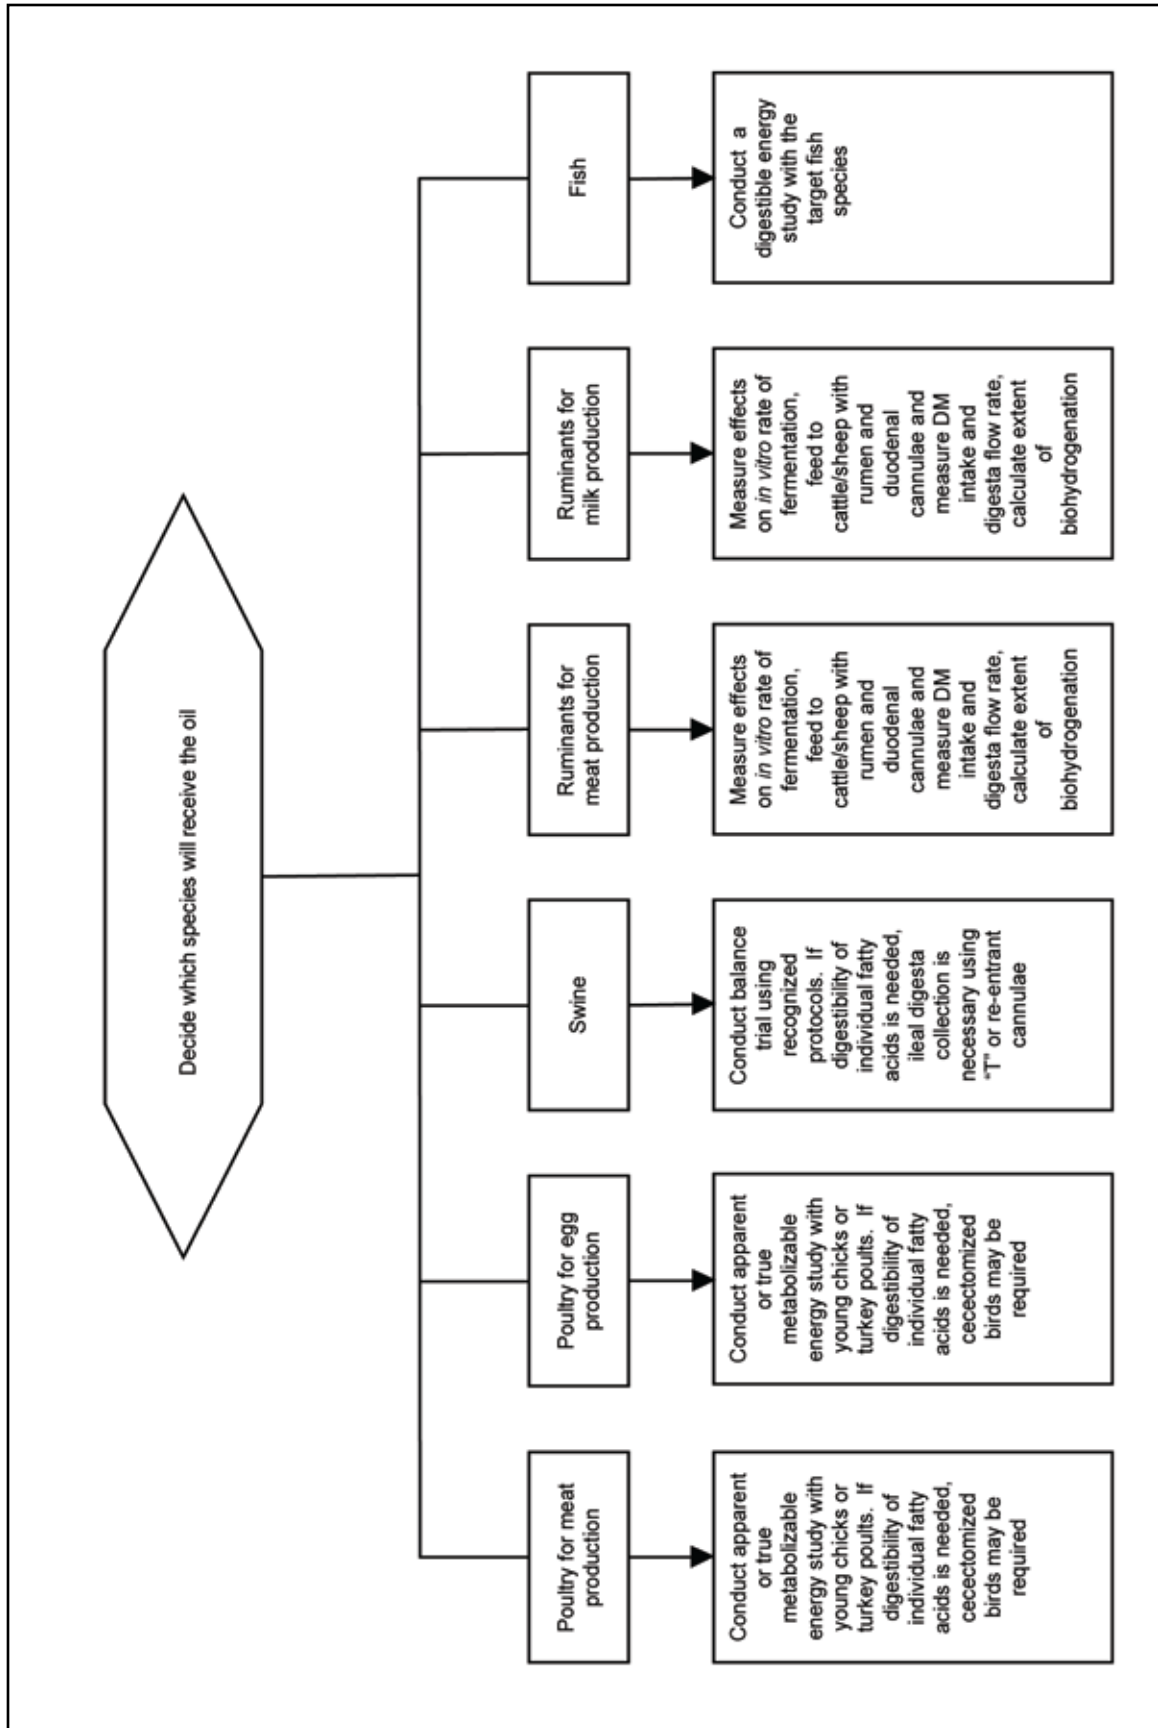 Decide which species will receive the oil
Poultry for meat
production
Conduct apparent
or true
metabolizable
energy study with
young chicks or
turkey poults. If
digestibility of
individual fatty
acids is needed,
cecectomized
birds may be
required
Poultry for egg
production
Conduct apparent
or true
metabolizable
energy study with
young chicks or
turkey poults. If
digestibility of
individual fatty
acids is needed,
cecectomized
birds may be
required
Swine
Conduct balance
trial using
recognized
protocols. If
digestibility of
individual fatty
acids is needed,
ileal digesta
collection is
necessary using
“T” or re-entrant
cannulae
Ruminants for
meat production
Measure effects
on in vitro rate of
fermentation,
feed to
cattle/sheep with
rumen and
duodenal
cannulae and
measure DM
intake and
digesta flow rate,
calculate extent
of
biohydrogenation
Ruminants for
milk production
Measure effects
on in vitro rate of
fermentation,
feed to
cattle/sheep with
rumen and
duodenal
cannulae and
measure DM
intake and
digesta flow rate,
calculate extent
of
biohydrogenation
Fish
Conduct a
digestible energy
study with the
target fish
species